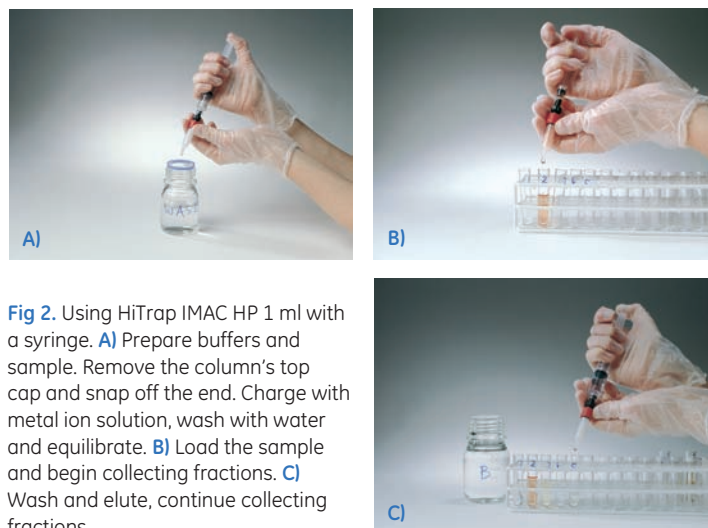 A)
WAS
B)
Fig 2. Using HiTrap IMAC HP 1 ml with
a syringe. A) Prepare buffers and
sample. Remove the column's top
cap and snap off the end. Charge with
metal ion solution, wash with water
and equilibrate. B) Load the sample
and begin collecting fractions. C)
Wash and elute, continue collecting
fractions
B
C)